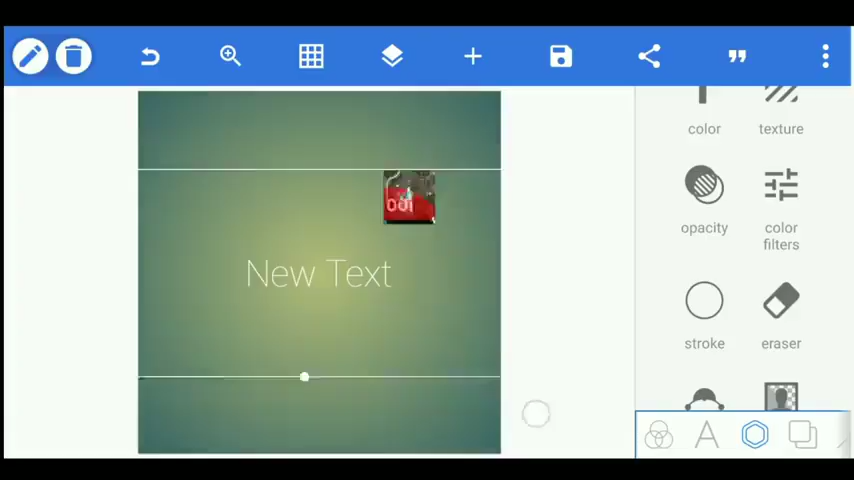 color
texture
opacity
color
filters
New Text
stroke
eraser